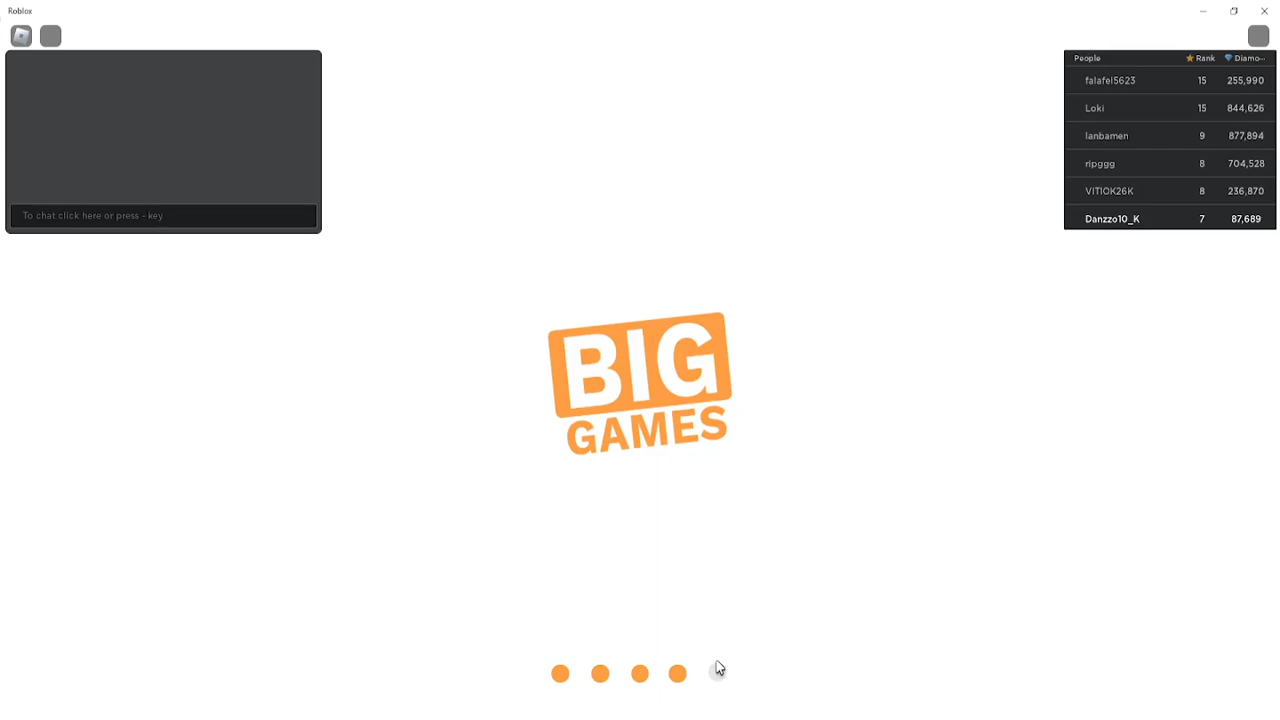 Roblox
To chat click here or press - key
People Rank Diamo...
falafel5623 15 255,990
Loki 15 844,626
lanbamen 9 877,894
ripggg 8 704,528
VITIOK26K 8 236,870
Danzzo10_K 7 87,689
BIG
GAMES